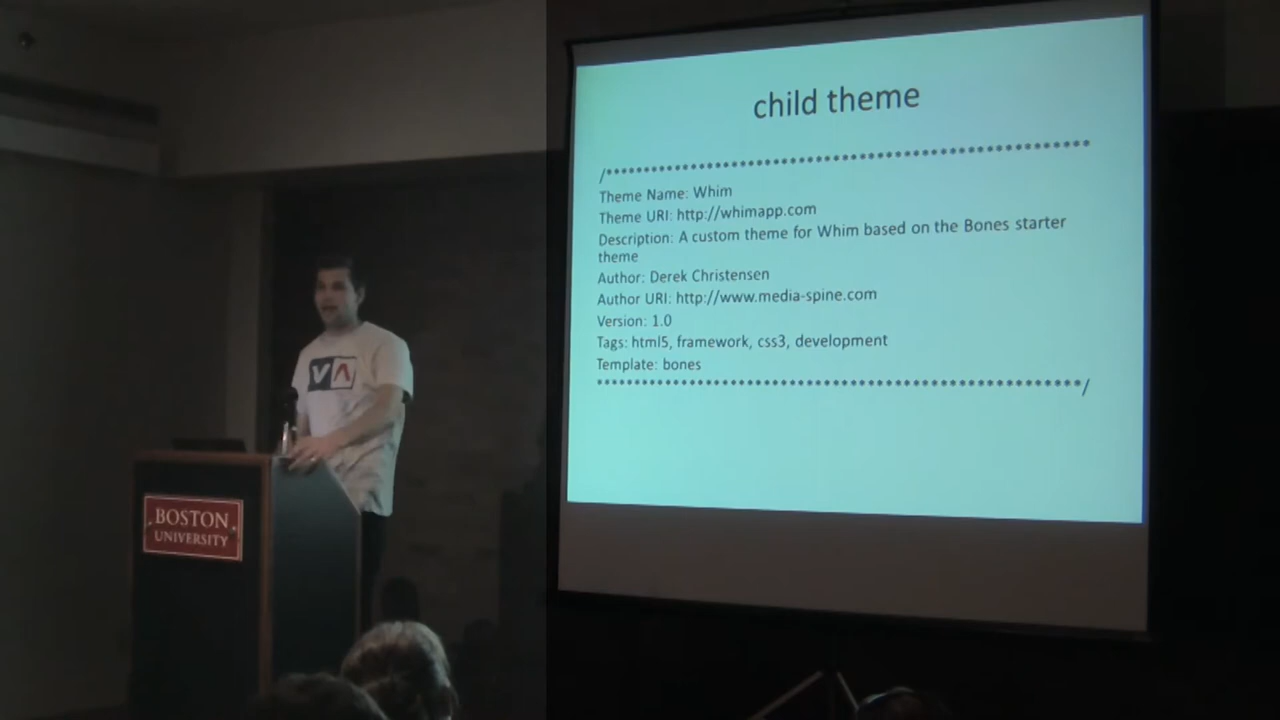 child theme
/*****************************************************************
Theme Name: Whim
Theme URI: http://whimapp.com
Description: A custom theme for Whim based on the Bones starter
theme
Author: Derek Christensen
Author URI: http://www.media-spine.com
Version: 1.0
Tags: html5, framework, css3, development
Template: bones
*****************************************************************/
VA
BOSTON
UNIVERSITY